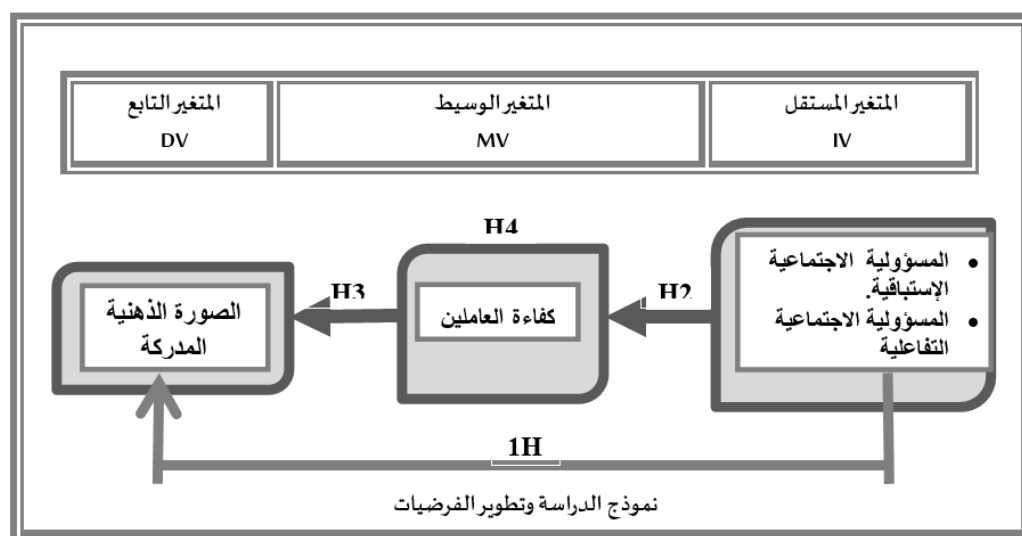 المتغير المستقل
IV
المتغير الوسيط
MV
المتغير التابع
DV
H4
• المسؤولية الاجتماعية
الإستباقية.
• المسؤولية الاجتماعية
التفاعلية
H2
كفاءة العاملين
H3
الصورة الذهنية
المدركة
1H
نموذج الدراسة وتطوير الفرضيات